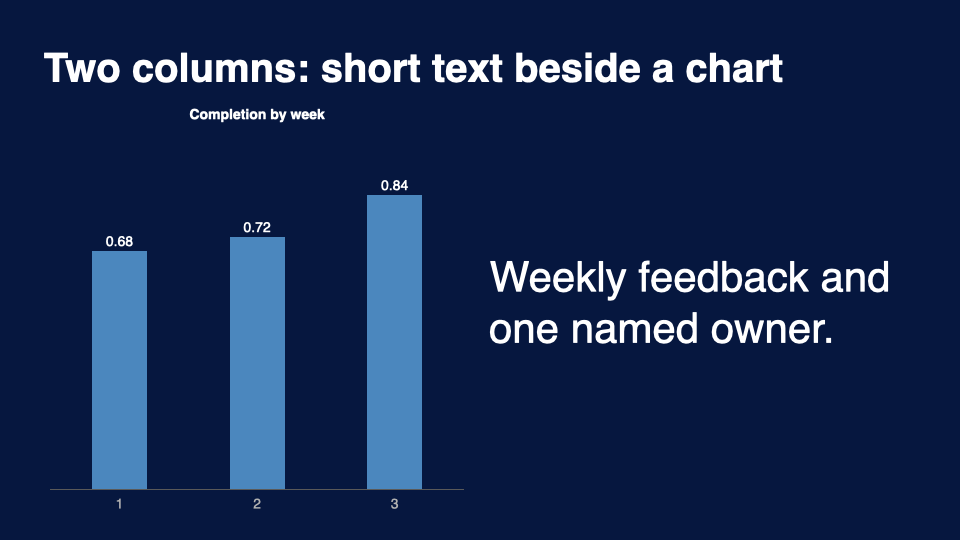 Two columns: short text beside a chart
Completion by week
0.68
0.72
0.84
1
2
3
Weekly feedback and
one named owner.